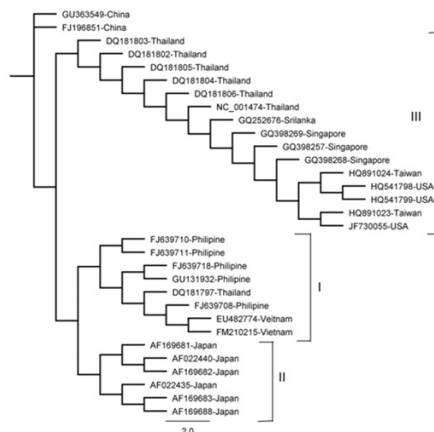 GU363549-China
FJ196851-China
DQ181803-Thailand
DQ181802-Thailand
DQ181805-Thailand
DQ181804-Thailand
DQ181806-Thailand
NC_001474-Thailand
GQ252676-Srilanka
III
GQ398269-Singapore
GQ398257-Singapore
GQ398268-Singapore
HQ891024-Taiwan
HQ541798-USA
HQ541799-USA
HQ891023-Taiwan
JF730055-USA
FJ639710-Philipine
FJ639711-Philipine
FJ639718-Philipine
GU131932-Philipine
I
DQ181797-Thailand
FJ639708-Philipine
EU482774-Veitnam
FM210215-Vietnam
AF169681-Japan
AF022440-Japan
AF169682-Japan
II
AF022435-Japan
AF169683-Japan
AF169688-Japan
2.0